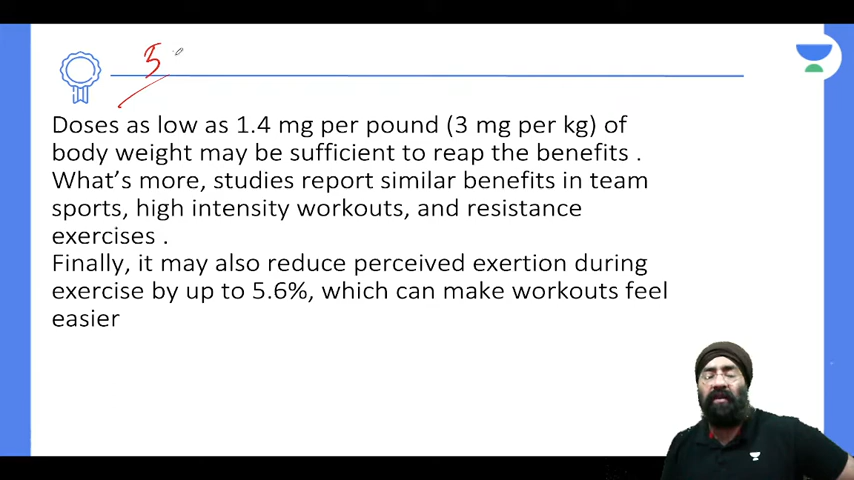 5
Doses as low as 1.4 mg per pound (3 mg per kg) of
body weight may be sufficient to reap the benefits .
What’s more, studies report similar benefits in team
sports, high intensity workouts, and resistance
exercises .
Finally, it may also reduce perceived exertion during
exercise by up to 5.6%, which can make workouts feel
easier